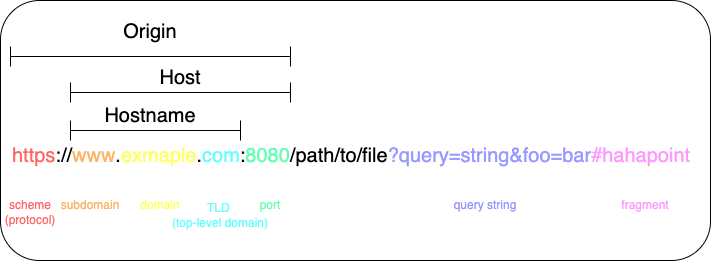 Origin
Host
Hostname
https://www.exmaple.com:8080/path/to/file?query=string&foo=bar#hahapoint
scheme subdomain domain TLD port query string fragment
(protocol) (top-level domain)